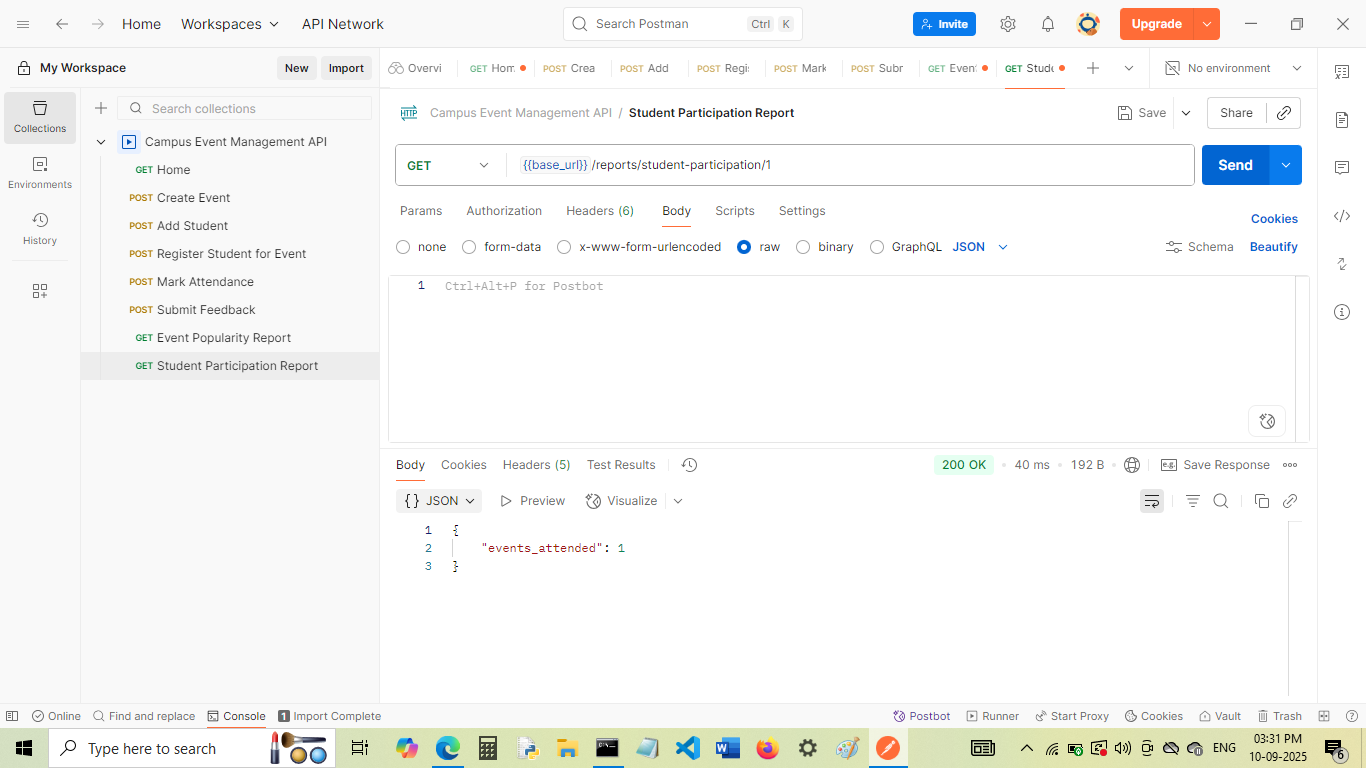 Home Workspaces API Network Search Postman Ctrl K Invite Upgrade
My Workspace New Import
Overvi GET Hom POST Crea POST Add POST Regi POST Mark POST Subr GET Even GET Stude No environment
Collections
Environments
History
Search collections
Campus Event Management API
GET Home
POST Create Event
POST Add Student
POST Register Student for Event
POST Mark Attendance
POST Submit Feedback
GET Event Popularity Report
GET Student Participation Report
HTTP Campus Event Management API / Student Participation Report Save Share
GET {{base_url}} /reports/student-participation/1 Send
Params Authorization Headers (6) Body Scripts Settings Cookies
none form-data x-www-form-urlencoded raw binary GraphQL JSON Schema Beautify
1 Ctrl+Alt+P for Postbot
Body Cookies Headers (5) Test Results 200 OK 40 ms 192 B e.g. Save Response
{} JSON Preview Visualize
1 {
2 "events_attended": 1
3 }
Online Find and replace Console 1 Import Complete Postbot Runner Start Proxy Cookies Vault Trash
Type here to search ENG 03:31 PM
10-09-2025 6